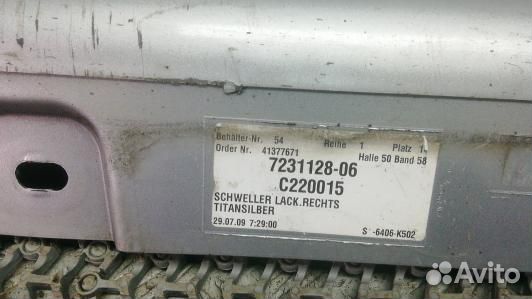 Behälter-Nr. 54 Reihe 1 Platz 1
Order Nr. 41377671 Halle 50 Band 58
7231128-06
C220015
SCHWELLER LACK.RECHTS
TITANSILBER
29.07.09 7:29:00 S -6406-K502
Avito